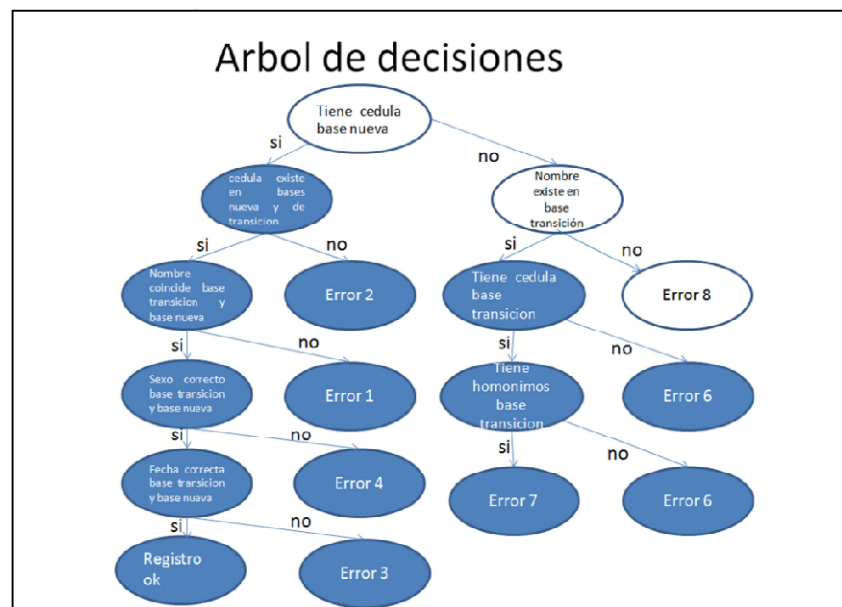 Arbol de decisiones
Tiene cedula
base nueva
si
no
cedula existe
en bases
nueva y de
transicion
Nombre
existe en
base
transición
si
no
si
no
Nombre
coincide base
transicion y
base nueva
Error 2
Tiene cedula
base
transicion
Error 8
si
no
si
no
Sexo correcto
base transicion
y base nueva
Error 1
Tiene
homonimos
base
transicion
Error 6
si
no
si
no
Fecha correcta
base transicion
y base nueva
Error 4
Error 7
Error 6
si
no
Registro
ok
Error 3